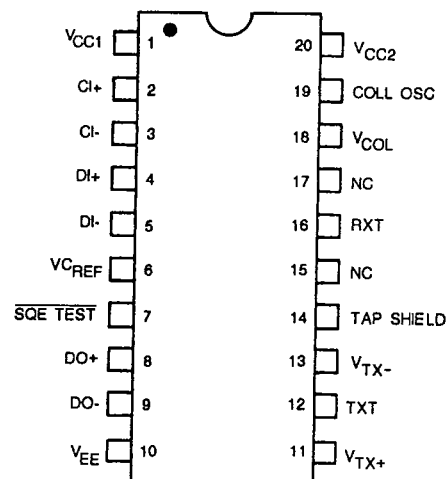 VCC1 1 20 VCC2
CI+ 2 19 COLL OSC
CI- 3 18 VCOL
DI+ 4 17 NC
DI- 5 16 RXT
VCREF 6 15 NC
SQE TEST 7 14 TAP SHIELD
DO+ 8 13 VTX-
DO- 9 12 TXT
VEE 10 11 VTX+